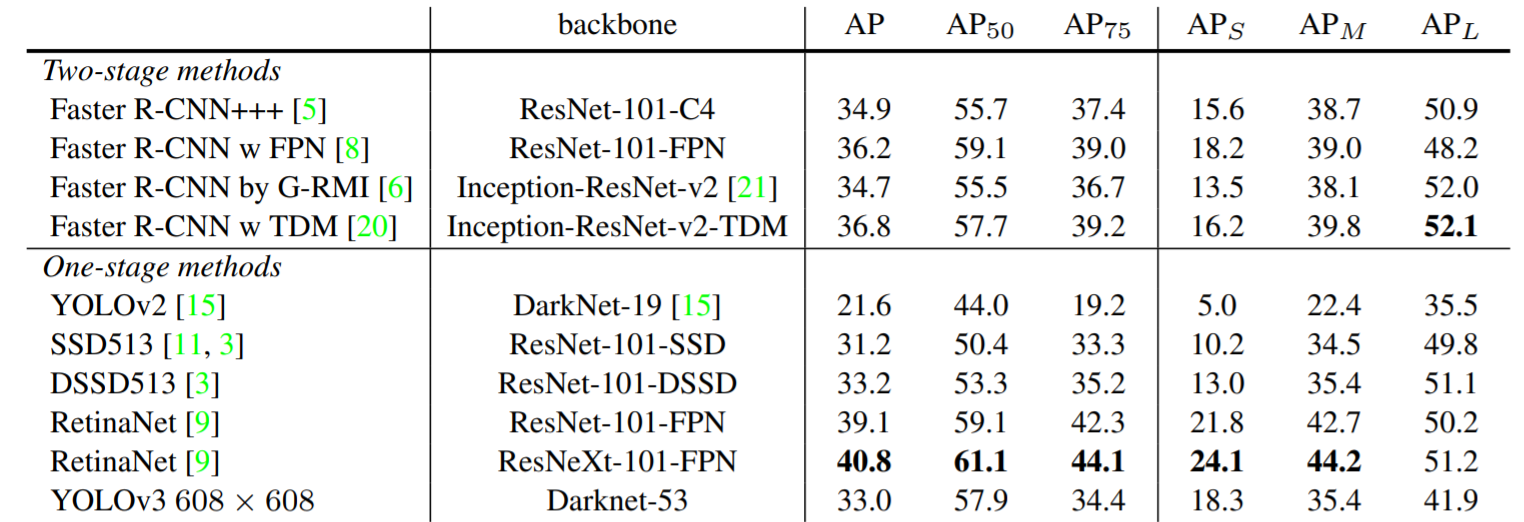 backbone AP AP50 AP75 APS APM APL
Two-stage methods
Faster R-CNN+++ [5] ResNet-101-C4 34.9 55.7 37.4 15.6 38.7 50.9
Faster R-CNN w FPN [8] ResNet-101-FPN 36.2 59.1 39.0 18.2 39.0 48.2
Faster R-CNN by G-RMI [6] Inception-ResNet-v2 [21] 34.7 55.5 36.7 13.5 38.1 52.0
Faster R-CNN w TDM [20] Inception-ResNet-v2-TDM 36.8 57.7 39.2 16.2 39.8 52.1
One-stage methods
YOLOv2 [15] DarkNet-19 [15] 21.6 44.0 19.2 5.0 22.4 35.5
SSD513 [11, 3] ResNet-101-SSD 31.2 50.4 33.3 10.2 34.5 49.8
DSSD513 [3] ResNet-101-DSSD 33.2 53.3 35.2 13.0 35.4 51.1
RetinaNet [9] ResNet-101-FPN 39.1 59.1 42.3 21.8 42.7 50.2
RetinaNet [9] ResNeXt-101-FPN 40.8 61.1 44.1 24.1 44.2 51.2
YOLOv3 608 × 608 Darknet-53 33.0 57.9 34.4 18.3 35.4 41.9